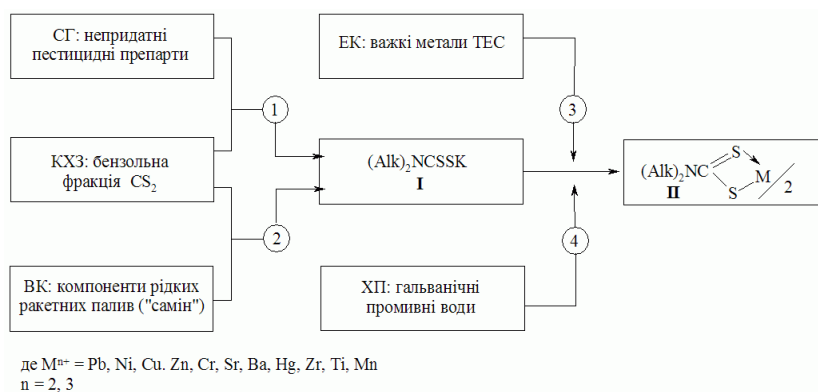 СГ: непридатні
пестицидні препарти
ЕК: важкі метали ТЕС
1
3
КХЗ: бензольна
фракція CS2
(Alk)2NCSSK
I
(Alk)2NC
S
S
M
2
II
2
4
ВК: компоненти рідких
ракетних палив ("самін")
ХП: гальванічні
промивні води
де Mn+ = Pb, Ni, Cu. Zn, Cr, Sr, Ba, Hg, Zr, Ti, Mn
n = 2, 3